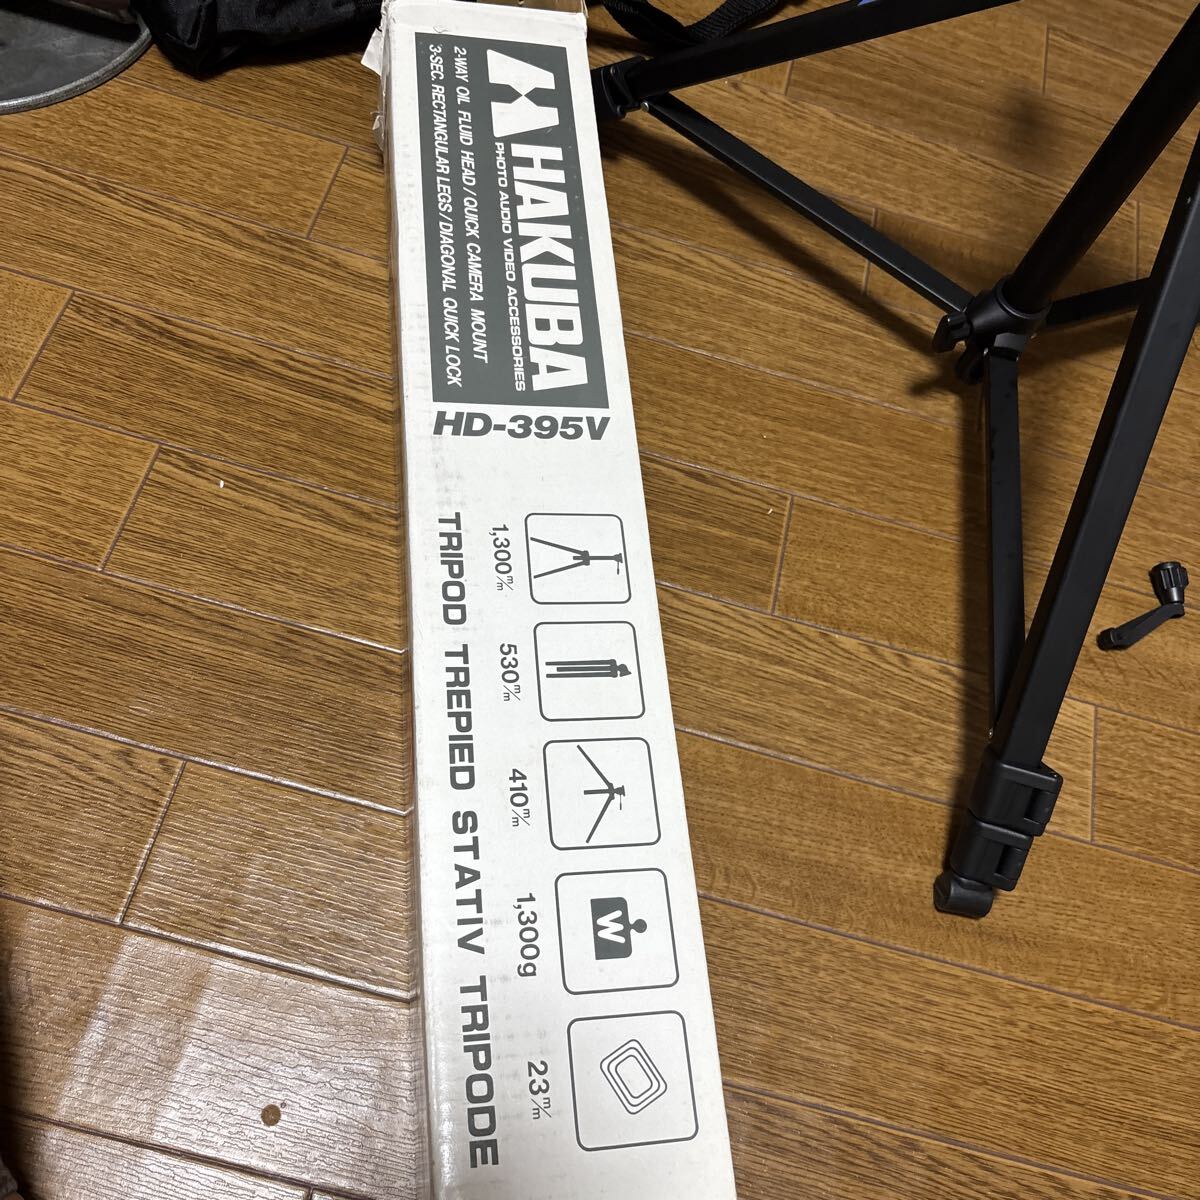 HAKUBA
PHOTO AUDIO VIDEO ACCESSORIES
2-WAY OIL FLUID HEAD/QUICK CAMERA MOUNT
3-SEC. RECTANGULAR LEGS/DIAGONAL QUICK LOCK
HD-395V
1,300m/m
530m/m
410m/m
W
1,300g
23m/m
TRIPOD TREPIED STATIV TRIPODE